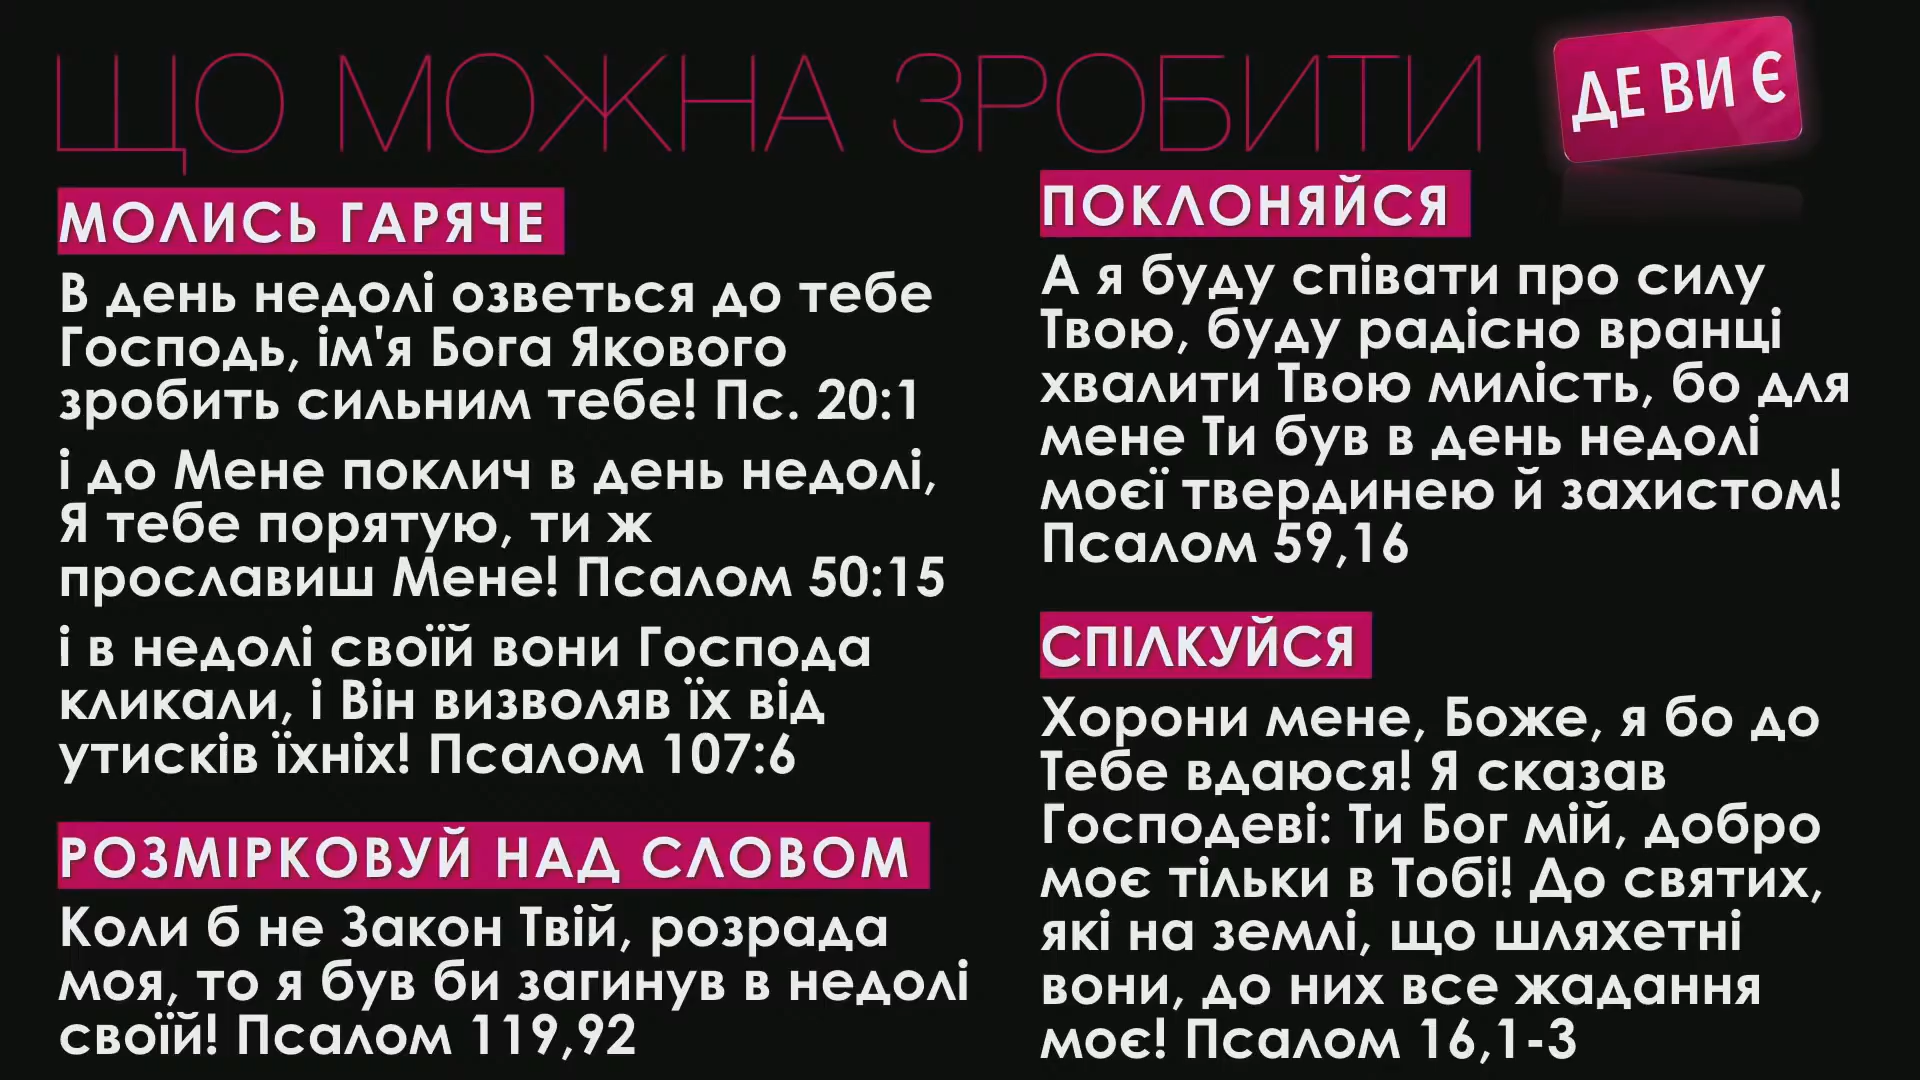 ЩО МОЖНА ЗРОБИТИ
ДЕ ВИ Є
МОЛИСЬ ГАРЯЧЕ
В день недолі озветься до тебе
Господь, ім'я Бога Якового
зробить сильним тебе! Пс. 20:1
і до Мене поклич в день недолі,
Я тебе порятую, ти ж
прославиш Мене! Псалом 50:15
і в недолі своїй вони Господа
кликали, і Він визволяв їх від
утисків їхніх! Псалом 107:6
РОЗМІРКОВУЙ НАД СЛОВОМ
Коли б не Закон Твій, розрада
моя, то я був би загинув в недолі
своїй! Псалом 119,92
ПОКЛОНЯЙСЯ
А я буду співати про силу
Твою, буду радісно вранці
хвалити Твою милість, бо для
мене Ти був в день недолі
моєї твердинею й захистом!
Псалом 59,16
СПІЛКУЙСЯ
Хорони мене, Боже, я бо до
Тебе вдаюся! Я сказав
Господеві: Ти Бог мій, добро
моє тільки в Тобі! До святих,
які на землі, що шляхетні
вони, до них все жадання
моє! Псалом 16,1-3